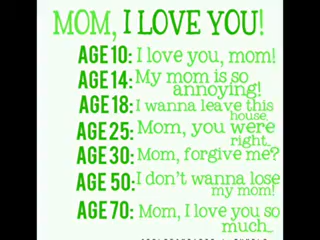 MOM, I LOVE YOU!
AGE 10: I love you, mom!
AGE 14: My mom is so
annoying!
AGE 18: I wanna leave this
house.
AGE 25: Mom, you were
right..
AGE 30: Mom, forgive me?
AGE 50: I don't wanna lose
my mom!
AGE 70: Mom, I love you so
much..